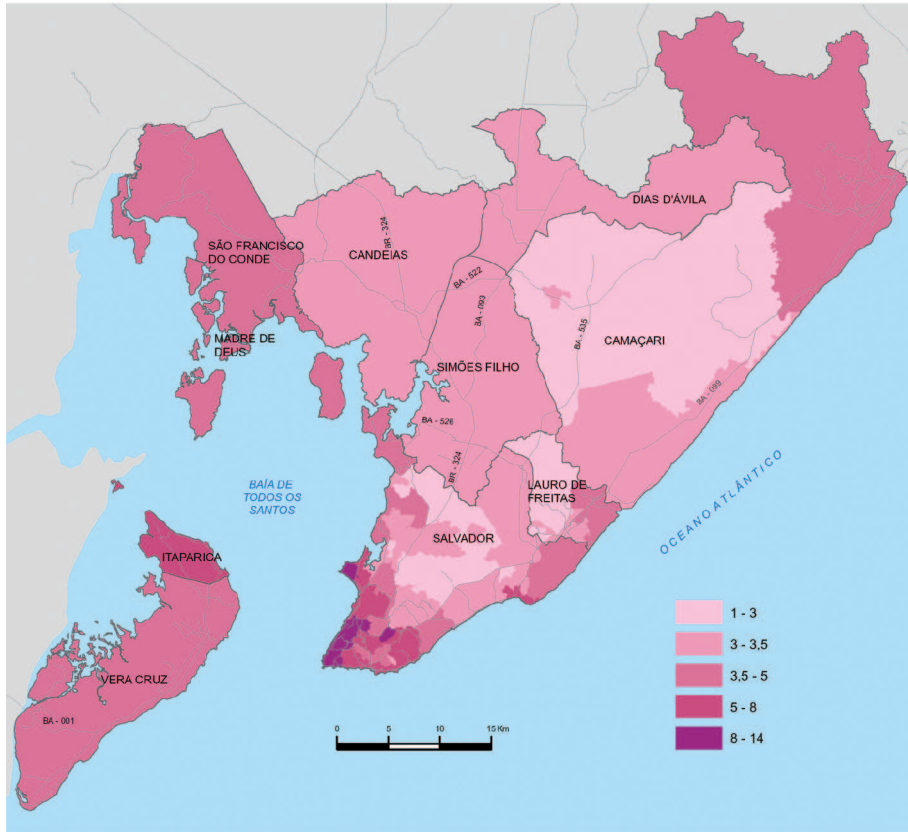 DIAS D'ÁVILA
SÃO FRANCISCO
DO CONDE
BR - 324
CANDEIAS
BA - 522
BA - 093
BA - 535
CAMAÇARI
MADRE DE
DEUS
SIMÕES FILHO
BA - 099
BA - 526
BR - 324
LAURO DE
FREITAS
BAÍA DE
TODOS OS
SANTOS
OCEANO ATLÂNTICO
SALVADOR
ITAPARICA
VERA CRUZ
BA - 001
1 - 3
3 - 3,5
3,5 - 5
5 - 8
8 - 14
0 5 10 15 Km